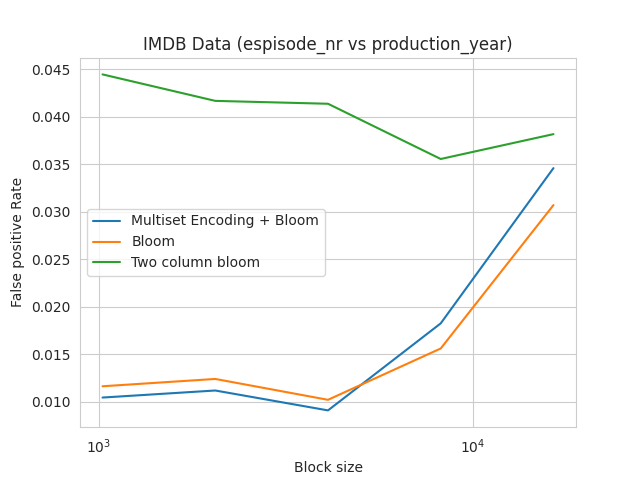 IMDB Data (espisode_nr vs production_year)
0.045
0.040
0.035
0.030
0.025
0.020
0.015
0.010
False positive Rate
Multiset Encoding + Bloom
Bloom
Two column bloom
10³
10⁴
Block size